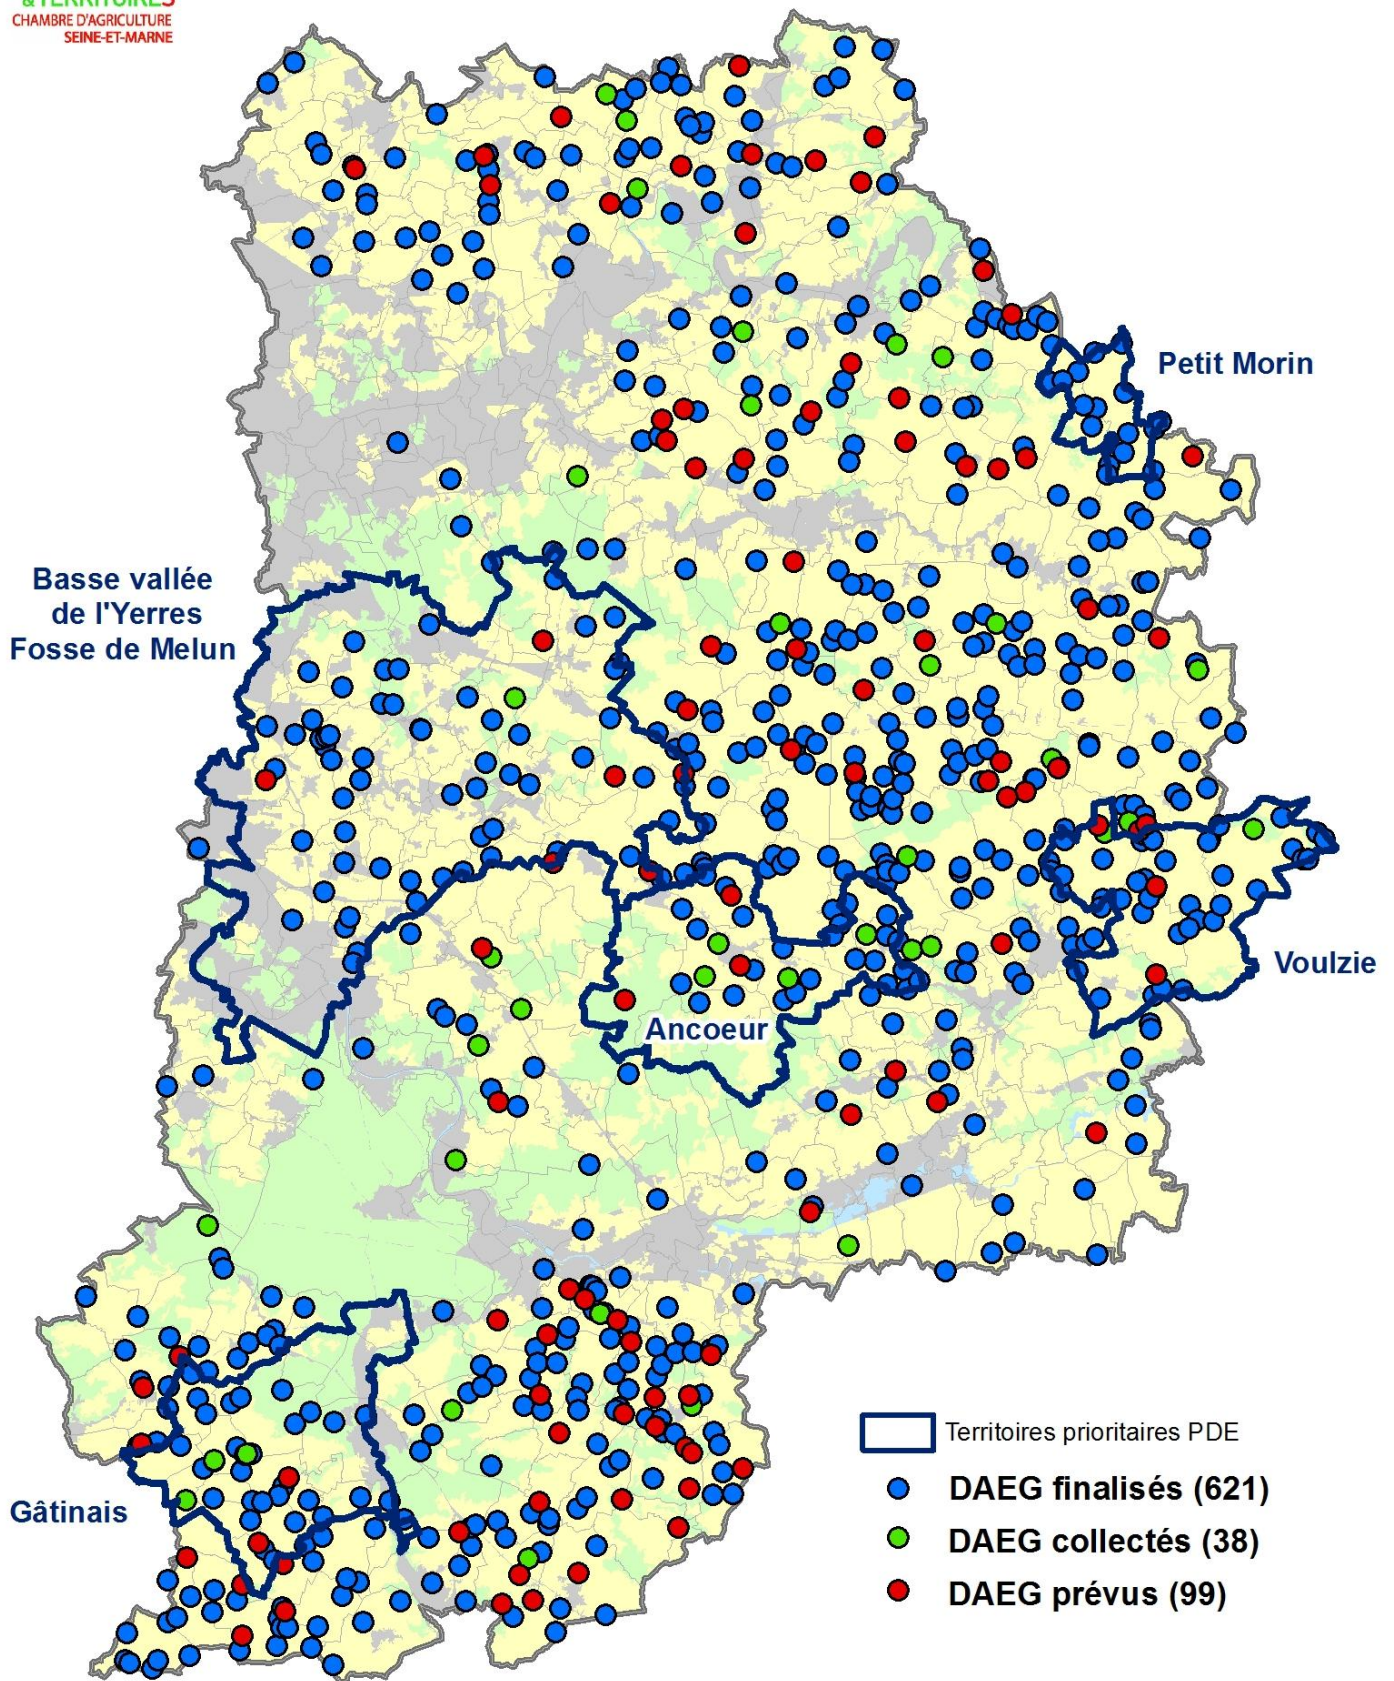 &TERRITOIRES
CHAMBRE D'AGRICULTURE
SEINE-ET-MARNE
Petit Morin
Basse vallée
de l'Yerres
Fosse de Melun
Voulzie
Ancoeur
Gâtinais
Territoires prioritaires PDE
DAEG finalisés (621)
DAEG collectés (38)
DAEG prévus (99)